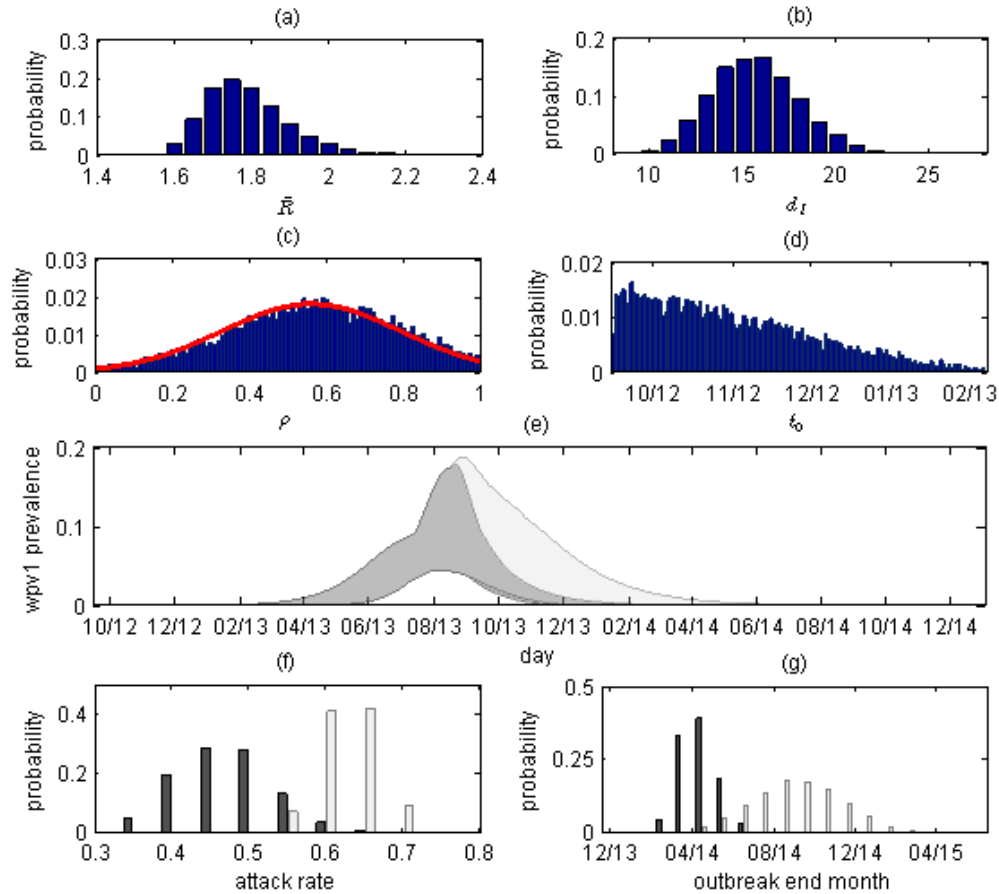 (a)
(b)
probability
0.3
0.2
0.1
0
1.4 1.6 1.8 2 2.2 2.4
R̄
probability
0.2
0.1
0
10 15 20 25
d_I
(c)
(d)
probability
0.03
0.02
0.01
0
0 0.2 0.4 0.6 0.8 1
ρ
probability
0.02
0.01
0
10/12 11/12 12/12 01/13 02/13
t₀
(e)
wpv1 prevalence
0.2
0.1
0
10/12 12/12 02/13 04/13 06/13 08/13 10/13 12/13 02/14 04/14 06/14 08/14 10/14 12/14
day
(f)
(g)
probability
0.4
0.2
0
0.3 0.4 0.5 0.6 0.7 0.8
attack rate
probability
0.5
0.25
0
12/13 04/14 08/14 12/14 04/15
outbreak end month